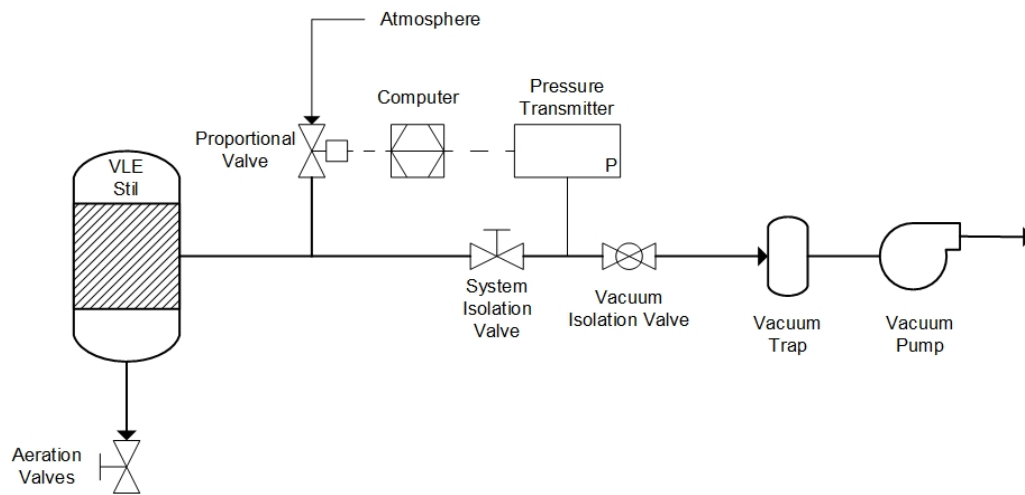 Atmosphere
Computer
Pressure
Transmitter
Proportional
Valve
P
VLE
Stil
System
Isolation
Valve
Vacuum
Isolation Valve
Vacuum
Trap
Vacuum
Pump
Aeration
Valves